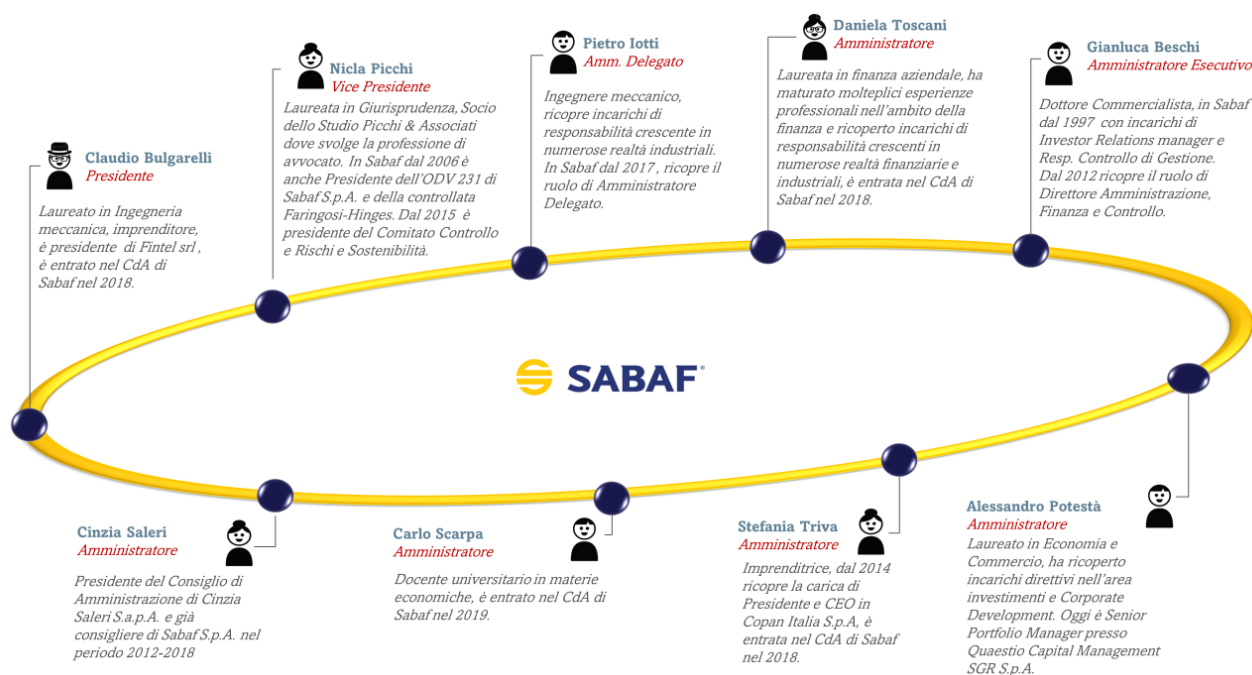 Claudio Bulgarelli
Presidente
Laureato in Ingegneria
meccanica, imprenditore,
è presidente di Fintel srl ,
è entrato nel CdA di
Sabaf nel 2018.
Nicla Picchi
Vice Presidente
Laureata in Giurisprudenza, Socio
dello Studio Picchi & Associati
dove svolge la professione di
avvocato. In Sabaf dal 2006 è
anche Presidente dell'ODV 231 di
Sabaf S.p.A. e della controllata
Faringosi-Hinges. Dal 2015 è
presidente del Comitato Controllo
e Rischi e Sostenibilità.
Pietro Iotti
Amm. Delegato
Ingegnere meccanico,
ricopre incarichi di
responsabilità crescente in
numerose realtà industriali.
In Sabaf dal 2017 , ricopre il
ruolo di Amministratore
Delegato.
Daniela Toscani
Amministratore
Laureata in finanza aziendale, ha
maturato molteplici esperienze
professionali nell'ambito della
finanza e ricoperto incarichi di
responsabilità crescenti in
numerose realtà finanziarie e
industriali, è entrata nel CdA di
Sabaf nel 2018.
Gianluca Beschi
Amministratore Esecutivo
Dottore Commercialista, in Sabaf
dal 1997 con incarichi di
Investor Relations manager e
Resp. Controllo di Gestione.
Dal 2012 ricopre il ruolo di
Direttore Amministrazione,
Finanza e Controllo.
SABAF®
Cinzia Saleri
Amministratore
Presidente del Consiglio di
Amministrazione di Cinzia
Saleri S.a.p.A. e già
consigliere di Sabaf S.p.A. nel
periodo 2012-2018
Carlo Scarpa
Amministratore
Docente universitario in materie
economiche, è entrato nel CdA di
Sabaf nel 2019.
Stefania Triva
Amministratore
Imprenditrice, dal 2014
ricopre la carica di
Presidente e CEO in
Copan Italia S.p.A, è
entrata nel CdA di Sabaf
nel 2018.
Alessandro Potestà
Amministratore
Laureato in Economia e
Commercio, ha ricoperto
incarichi direttivi nell'area
investimenti e Corporate
Development. Oggi è Senior
Portfolio Manager presso
Quaestio Capital Management
SGR S.p.A.